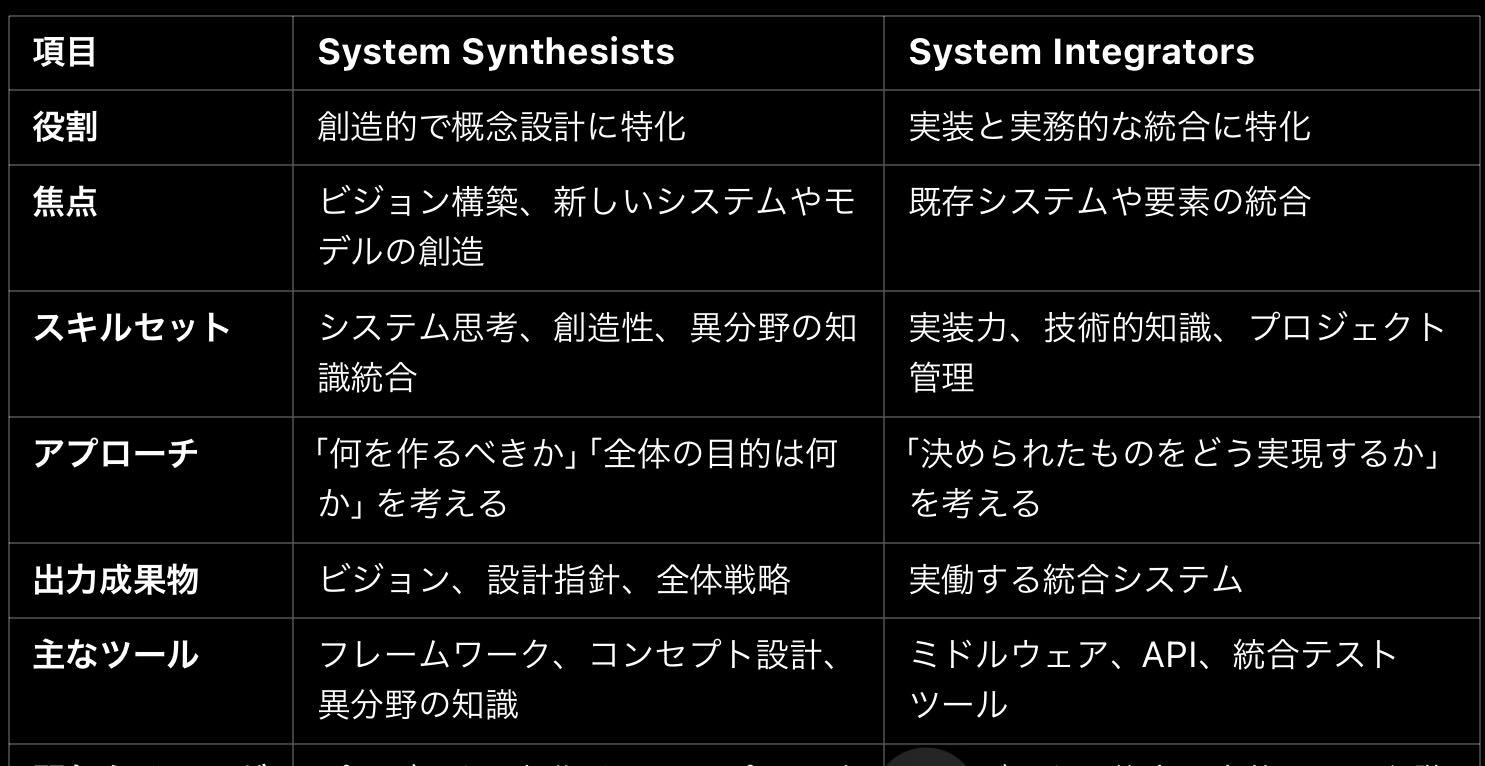 項目 System Synthesists System Integrators
役割 創造的で概念設計に特化 実装と実務的な統合に特化
焦点 ビジョン構築、新しいシステムやモ 既存システムや要素の統合
デルの創造
スキルセット システム思考、創造性、異分野の知 実装力、技術的知識、プロジェクト
識統合 管理
アプローチ 「何を作るべきか」「全体の目的は何 「決められたものをどう実現するか」
か」を考える を考える
出力成果物 ビジョン、設計指針、全体戦略 実働する統合システム
主なツール フレームワーク、コンセプト設計、 ミドルウェア、API、統合テスト
異分野の知識 ツール